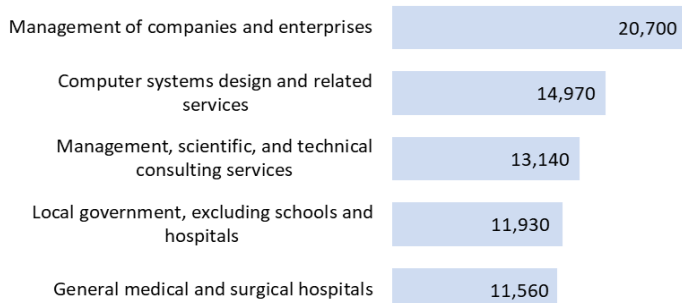 Management of companies and enterprises
20,700
Computer systems design and related
services
14,970
Management, scientific, and technical
consulting services
13,140
Local government, excluding schools and
hospitals
11,930
General medical and surgical hospitals
11,560